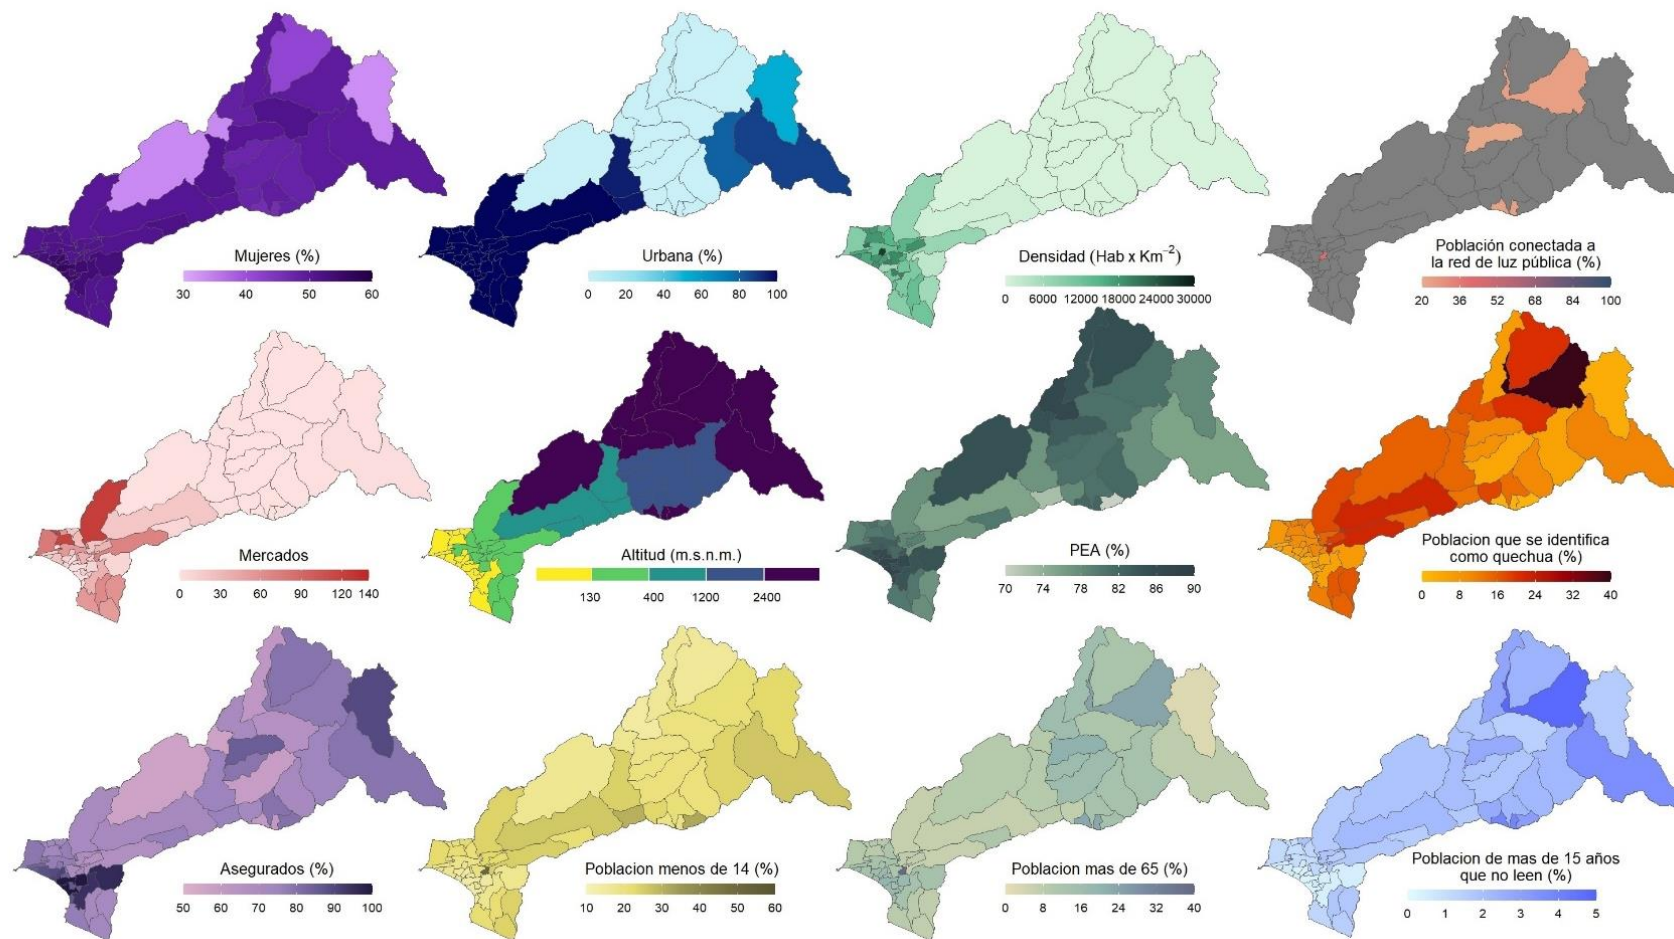 Mujeres (%)
30 40 50 60
Urbana (%)
0 20 40 60 80 100
Densidad (Hab x Km⁻²)
0 6000 12000 18000 24000 30000
Población conectada a
la red de luz pública (%)
20 36 52 68 84 100
Mercados
0 30 60 90 120 140
Altitud (m.s.n.m.)
130 400 1200 2400
PEA (%)
70 74 78 82 86 90
Poblacion que se identifica
como quechua (%)
0 8 16 24 32 40
Asegurados (%)
50 60 70 80 90 100
Poblacion menos de 14 (%)
10 20 30 40 50 60
Poblacion mas de 65 (%)
0 8 16 24 32 40
Poblacion de mas de 15 años
que no leen (%)
0 1 2 3 4 5